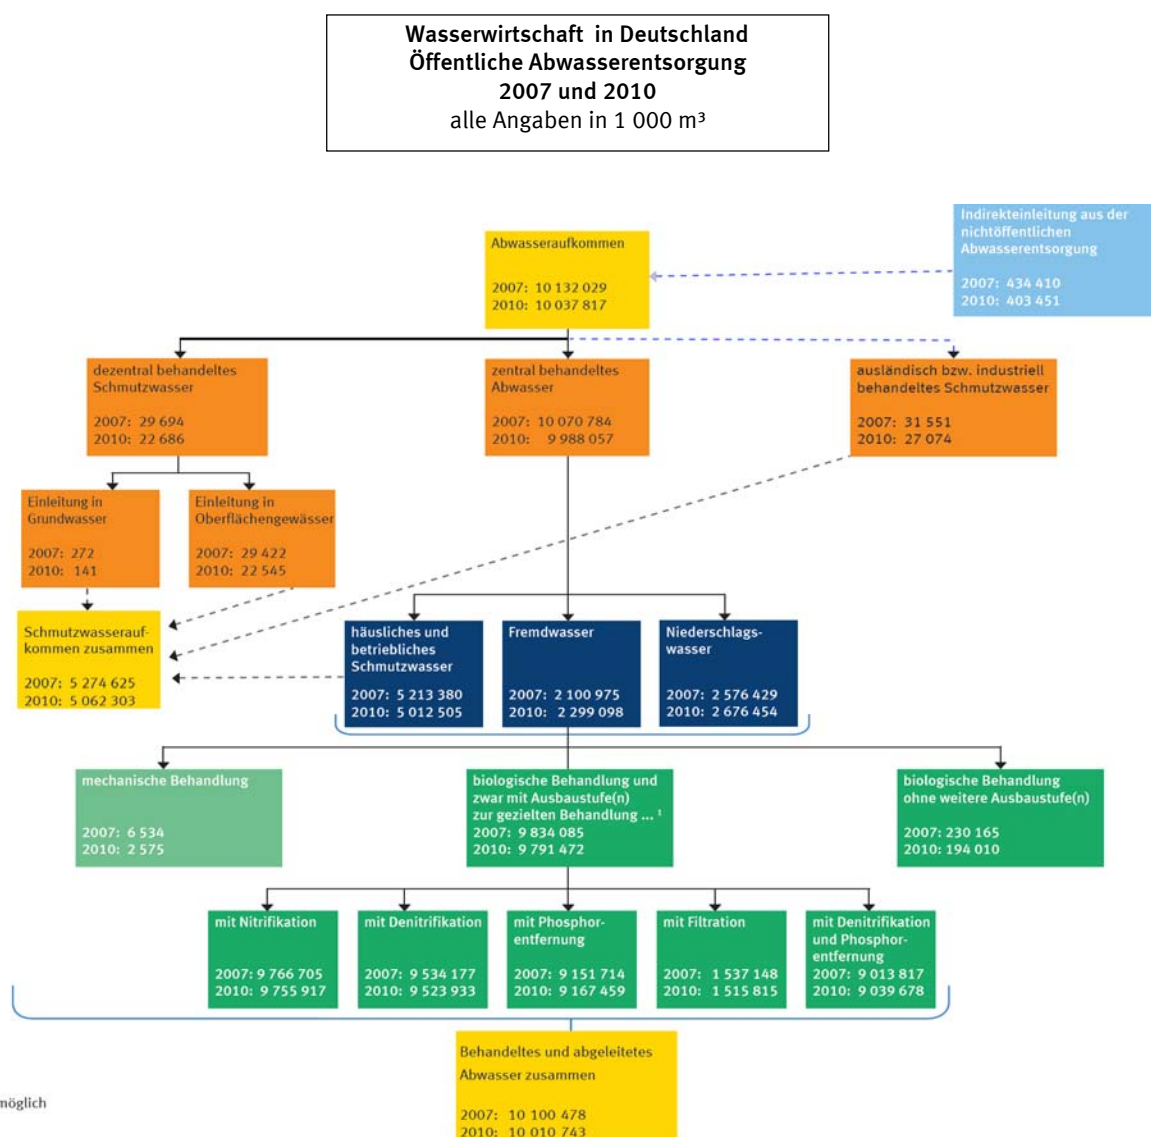 Wasserwirtschaft in Deutschland
Öffentliche Abwasserentsorgung
2007 und 2010
alle Angaben in 1 000 m³
Indirekteinleitung aus der
nichtöffentlichen
Abwasserentsorgung
2007: 434 410
2010: 403 451
Abwasseraufkommen
2007: 10 132 029
2010: 10 037 817
dezentral behandeltes
Schmutzwasser
2007: 29 694
2010: 22 686
zentral behandeltes
Abwasser
2007: 10 070 784
2010: 9 988 057
ausländisch bzw. industriell
behandeltes Schmutzwasser
2007: 31 551
2010: 27 074
Einleitung in
Grundwasser
2007: 272
2010: 141
Einleitung in
Oberflächengewässer
2007: 29 422
2010: 22 545
Schmutzwasserauf-
kommen zusammen
2007: 5 274 625
2010: 5 062 303
häusliches und
betriebliches
Schmutzwasser
2007: 5 213 380
2010: 5 012 505
Fremdwasser
2007: 2 100 975
2010: 2 299 098
Niederschlags-
wasser
2007: 2 576 429
2010: 2 676 454
mechanische Behandlung
2007: 6 534
2010: 2 575
biologische Behandlung und
zwar mit Ausbaustufe(n)
zur gezielten Behandlung ... ¹
2007: 9 834 085
2010: 9 791 472
biologische Behandlung
ohne weitere Ausbaustufe(n)
2007: 230 165
2010: 194 010
mit Nitrifikation
2007: 9 766 705
2010: 9 755 917
mit Denitrifikation
2007: 9 534 177
2010: 9 523 933
mit Phosphor-
entfernung
2007: 9 151 714
2010: 9 167 459
mit Filtration
2007: 1 537 148
2010: 1 515 815
mit Denitrifikation
und Phosphor-
entfernung
2007: 9 013 817
2010: 9 039 678
Behandeltes und abgeleitetes
Abwasser zusammen
2007: 10 100 478
2010: 10 010 743
möglich